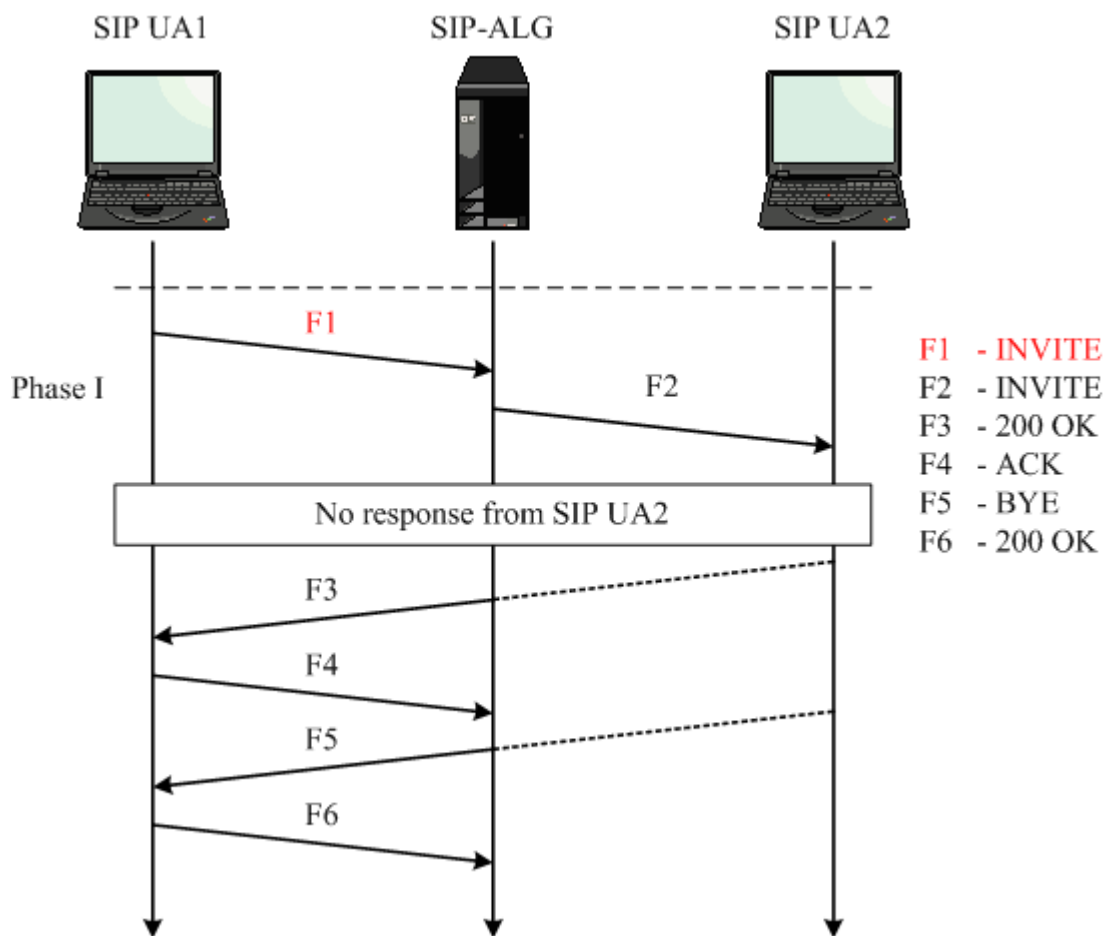 SIP UA1
SIP-ALG
SIP UA2
F1
Phase I
F2
F1 - INVITE
F2 - INVITE
F3 - 200 OK
F4 - ACK
F5 - BYE
F6 - 200 OK
No response from SIP UA2
F3
F4
F5
F6